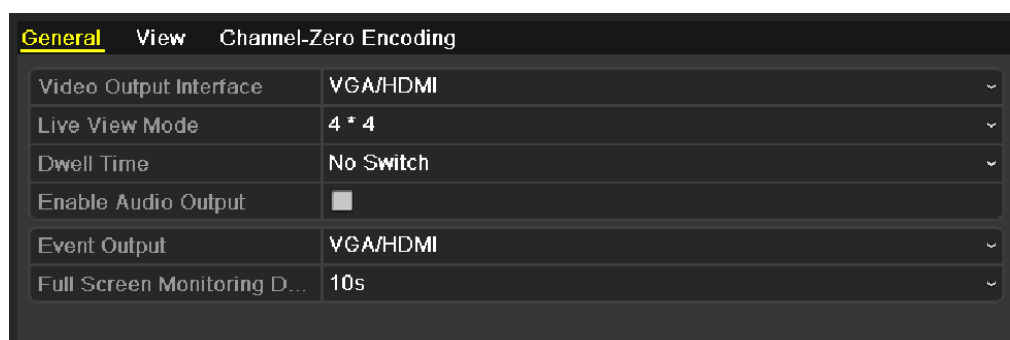 General View Channel-Zero Encoding
Video Output Interface VGA/HDMI
Live View Mode 4 * 4
Dwell Time No Switch
Enable Audio Output
Event Output VGA/HDMI
Full Screen Monitoring D... 10s